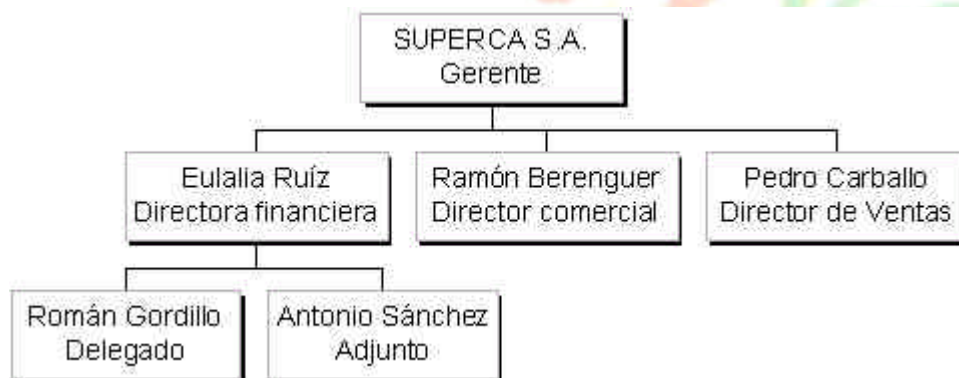 SUPERCA S.A.
Gerente
Eulalia Ruíz
Directora financiera
Ramón Berenguer
Director comercial
Pedro Carballo
Director de Ventas
Román Gordillo
Delegado
Antonio Sánchez
Adjunto